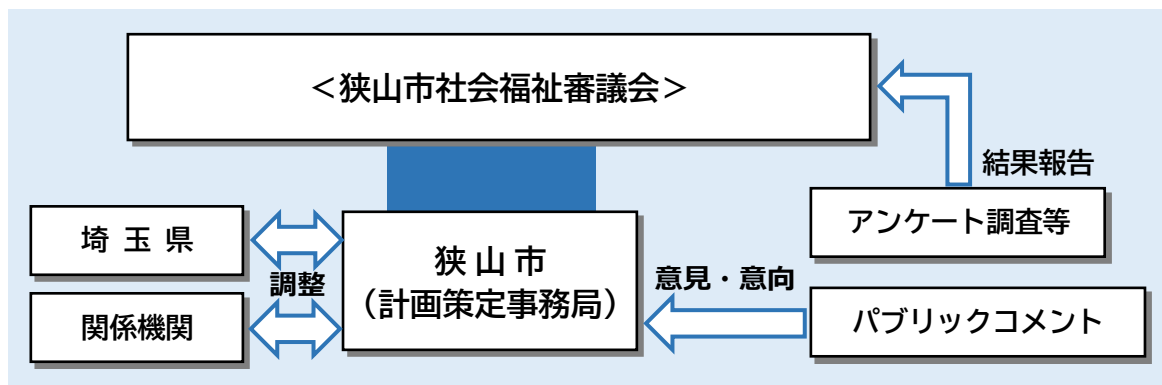 ＜狭山市社会福祉審議会＞
結果報告
アンケート調査等
埼 玉 県
調整
関係機関
狭 山 市
（計画策定事務局）
意見・意向
パブリックコメント